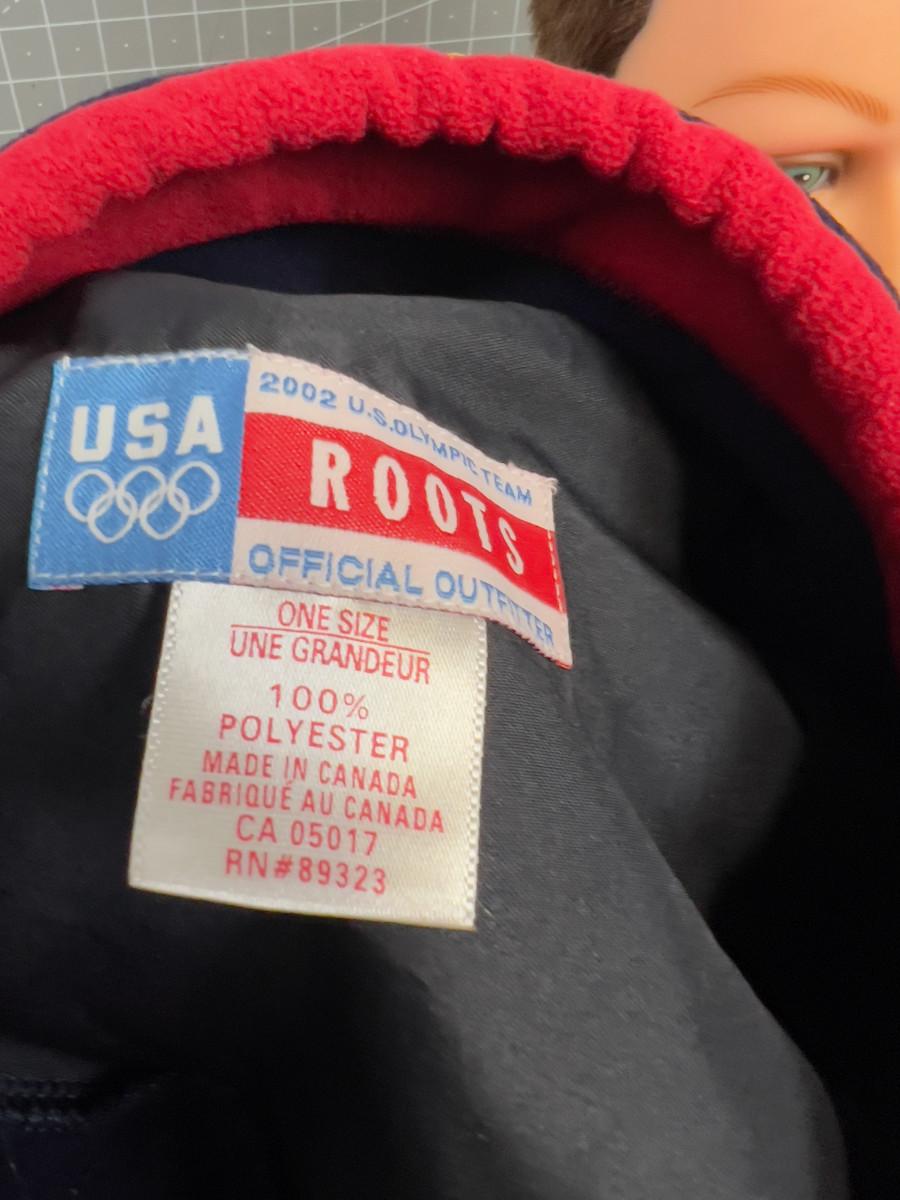 USA
2002 U.S.OLYMPIC TEAM
ROOTS
OFFICIAL OUTFITTER
ONE SIZE
UNE GRANDEUR
100%
POLYESTER
MADE IN CANADA
FABRIQUÉ AU CANADA
CA 05017
RN#89323